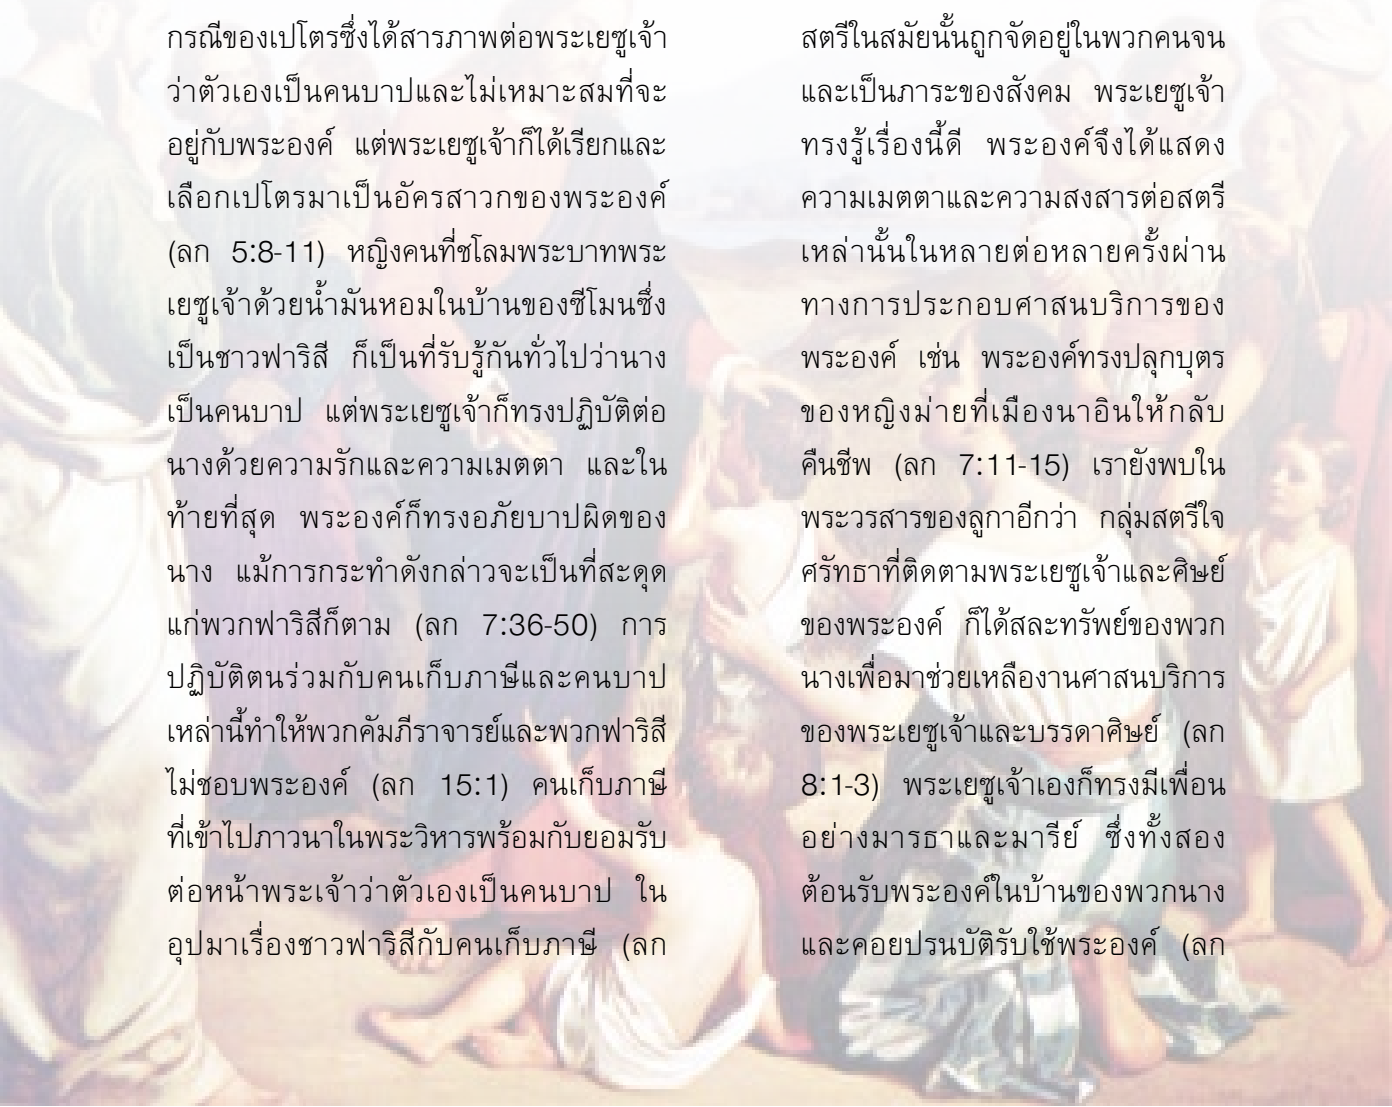 กรณีของเปโตรซึ่งได้สารภาพต่อพระเยซูเจ้า
ว่าตัวเองเป็นคนบาปและไม่เหมาะสมที่จะ
อยู่กับพระองค์ แต่พระเยซูเจ้าก็ได้เรียกและ
เลือกเปโตรมาเป็นอัครสาวกของพระองค์
(ลก 5:8-11) หญิงคนที่ชโลมพระบาทพระ
เยซูเจ้าด้วยน้ำมันหอมในบ้านของซีโมนซึ่ง
เป็นชาวฟาริสี ก็เป็นที่รับรู้กันทั่วไปว่านาง
เป็นคนบาป แต่พระเยซูเจ้าก็ทรงปฏิบัติต่อ
นางด้วยความรักและความเมตตา และใน
ท้ายที่สุด พระองค์ก็ทรงอภัยบาปผิดของ
นาง แม้การกระทำดังกล่าวจะเป็นที่สะดุด
แก่พวกฟาริสีก็ตาม (ลก 7:36-50) การ
ปฏิบัติตนร่วมกับคนเก็บภาษีและคนบาป
เหล่านี้ทำให้พวกคัมภีราจารย์และพวกฟาริสี
ไม่ชอบพระองค์ (ลก 15:1) คนเก็บภาษี
ที่เข้าไปภาวนาในพระวิหารพร้อมกับยอมรับ
ต่อหน้าพระเจ้าว่าตัวเองเป็นคนบาป ใน
อุปมาเรื่องชาวฟาริสีกับคนเก็บภาษี (ลก
สตรีในสมัยนั้นถูกจัดอยู่ในพวกคนจน
และเป็นภาระของสังคม พระเยซูเจ้า
ทรงรู้เรื่องนี้ดี พระองค์จึงได้แสดง
ความเมตตาและความสงสารต่อสตรี
เหล่านั้นในหลายต่อหลายครั้งผ่าน
ทางการประกอบศาสนบริการของ
พระองค์ เช่น พระองค์ทรงปลุกบุตร
ของหญิงม่ายที่เมืองนาอินให้กลับ
คืนชีพ (ลก 7:11-15) เรายังพบใน
พระวรสารของลูกาอีกว่า กลุ่มสตรีใจ
ศรัทธาที่ติดตามพระเยซูเจ้าและศิษย์
ของพระองค์ ก็ได้สละทรัพย์ของพวก
นางเพื่อมาช่วยเหลืองานศาสนบริการ
ของพระเยซูเจ้าและบรรดาศิษย์ (ลก
8:1-3) พระเยซูเจ้าเองก็ทรงมีเพื่อน
อย่างมารธาและมารีย์ ซึ่งทั้งสอง
ต้อนรับพระองค์ในบ้านของพวกนาง
และคอยปรนบัติรับใช้พระองค์ (ลก